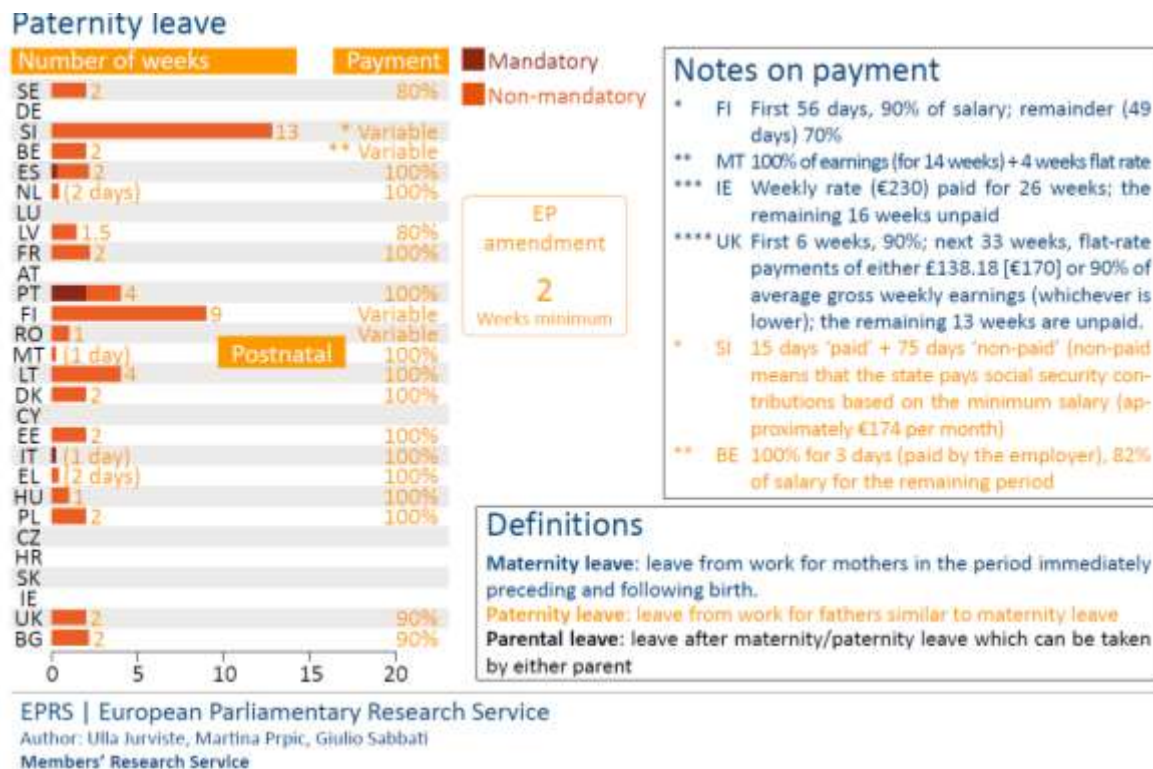 Paternity leave
Number of weeks Payment
Mandatory
Non-mandatory
SE 2 80%
DE
SI 13 * Variable
BE 2 ** Variable
ES 2 100%
NL (2 days) 100%
LU
LV 1.5 80%
FR 2 100%
AT
PT 4 100%
FI 9 Variable
RO 1 Variable
MT (1 day) 100%
LT 4 100%
DK 2 100%
CY
EE 2 100%
IT (1 day) 100%
EL (2 days) 100%
HU 1 100%
PL 2 100%
CZ
HR
SK
IE
UK 2 90%
BG 2 90%
0 5 10 15 20
Postnatal
EP
amendment
2
Weeks minimum
Notes on payment
* FI First 56 days, 90% of salary; remainder (49
days) 70%
** MT 100% of earnings (for 14 weeks) + 4 weeks flat rate
*** IE Weekly rate (€230) paid for 26 weeks; the
remaining 16 weeks unpaid
**** UK First 6 weeks, 90%; next 33 weeks, flat-rate
payments of either £138.18 [€170] or 90% of
average gross weekly earnings (whichever is
lower); the remaining 13 weeks are unpaid.
* SI 15 days 'paid' + 75 days 'non-paid' (non-paid
means that the state pays social security con-
tributions based on the minimum salary (ap-
proximately €174 per month)
** BE 100% for 3 days (paid by the employer), 82%
of salary for the remaining period
Definitions
Maternity leave: leave from work for mothers in the period immediately
preceding and following birth.
Paternity leave: leave from work for fathers similar to maternity leave
Parental leave: leave after maternity/paternity leave which can be taken
by either parent
EPRS | European Parliamentary Research Service
Author: Ulla Jurviste, Martina Prpic, Giulio Sabbati
Members' Research Service